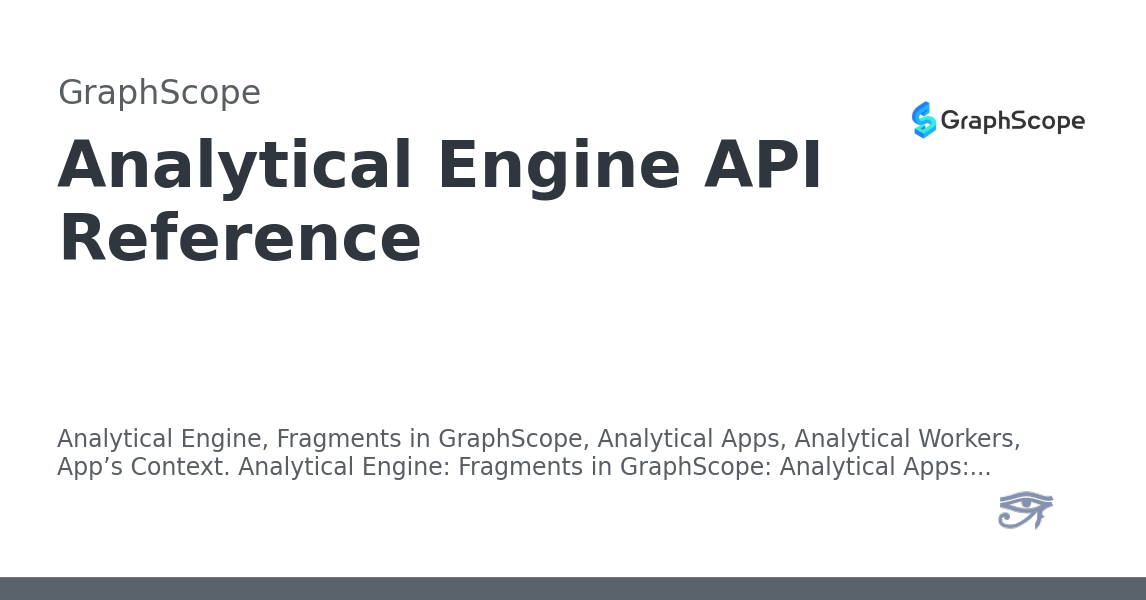 GraphScope
GraphScope
Analytical Engine API
Reference
Analytical Engine, Fragments in GraphScope, Analytical Apps, Analytical Workers,
App’s Context. Analytical Engine: Fragments in GraphScope: Analytical Apps:...